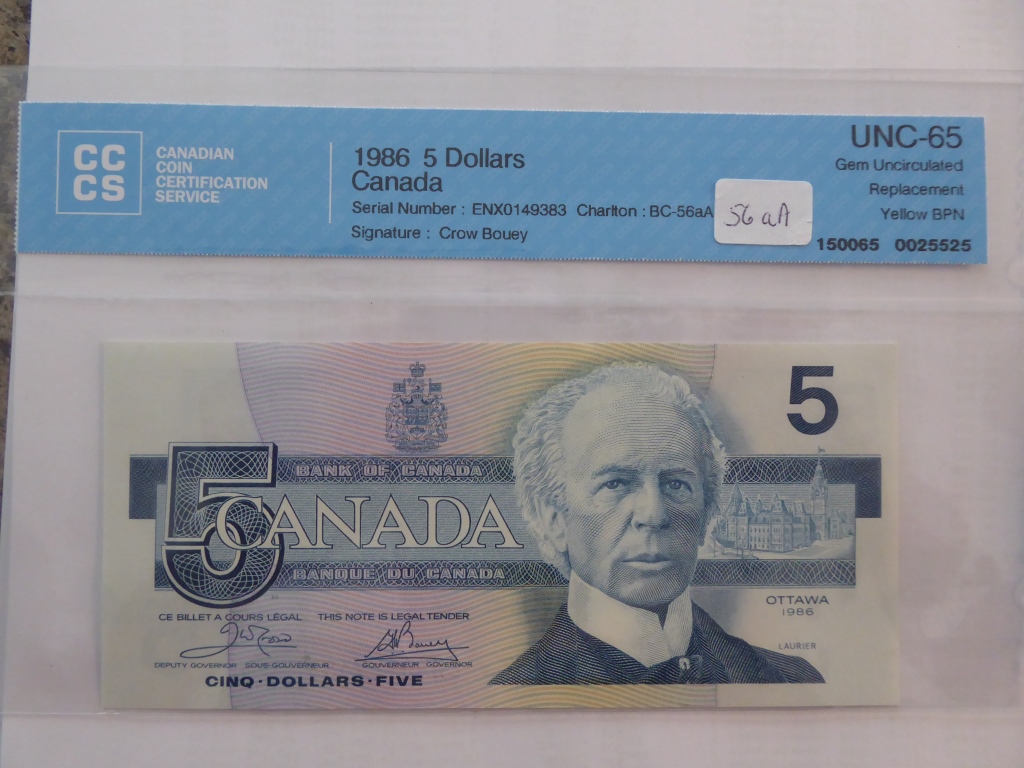 CC
CS
CANADIAN
COIN
CERTIFICATION
SERVICE
1986 5 Dollars
Canada
Serial Number : ENX0149383 Charlton : BC-56aA
Signature : Crow Bouey
56aA
UNC-65
Gem Uncirculated
Replacement
Yellow BPN
150065 0025525
5
BANK OF CANADA
5
CANADA
BANQUE DU CANADA
OTTAWA
1986
LAURIER
CE BILLET A COURS LÉGAL THIS NOTE IS LEGAL TENDER
DEPUTY GOVERNOR SOUS-GOUVERNEUR GOUVERNEUR GOVERNOR
CINQ·DOLLARS·FIVE